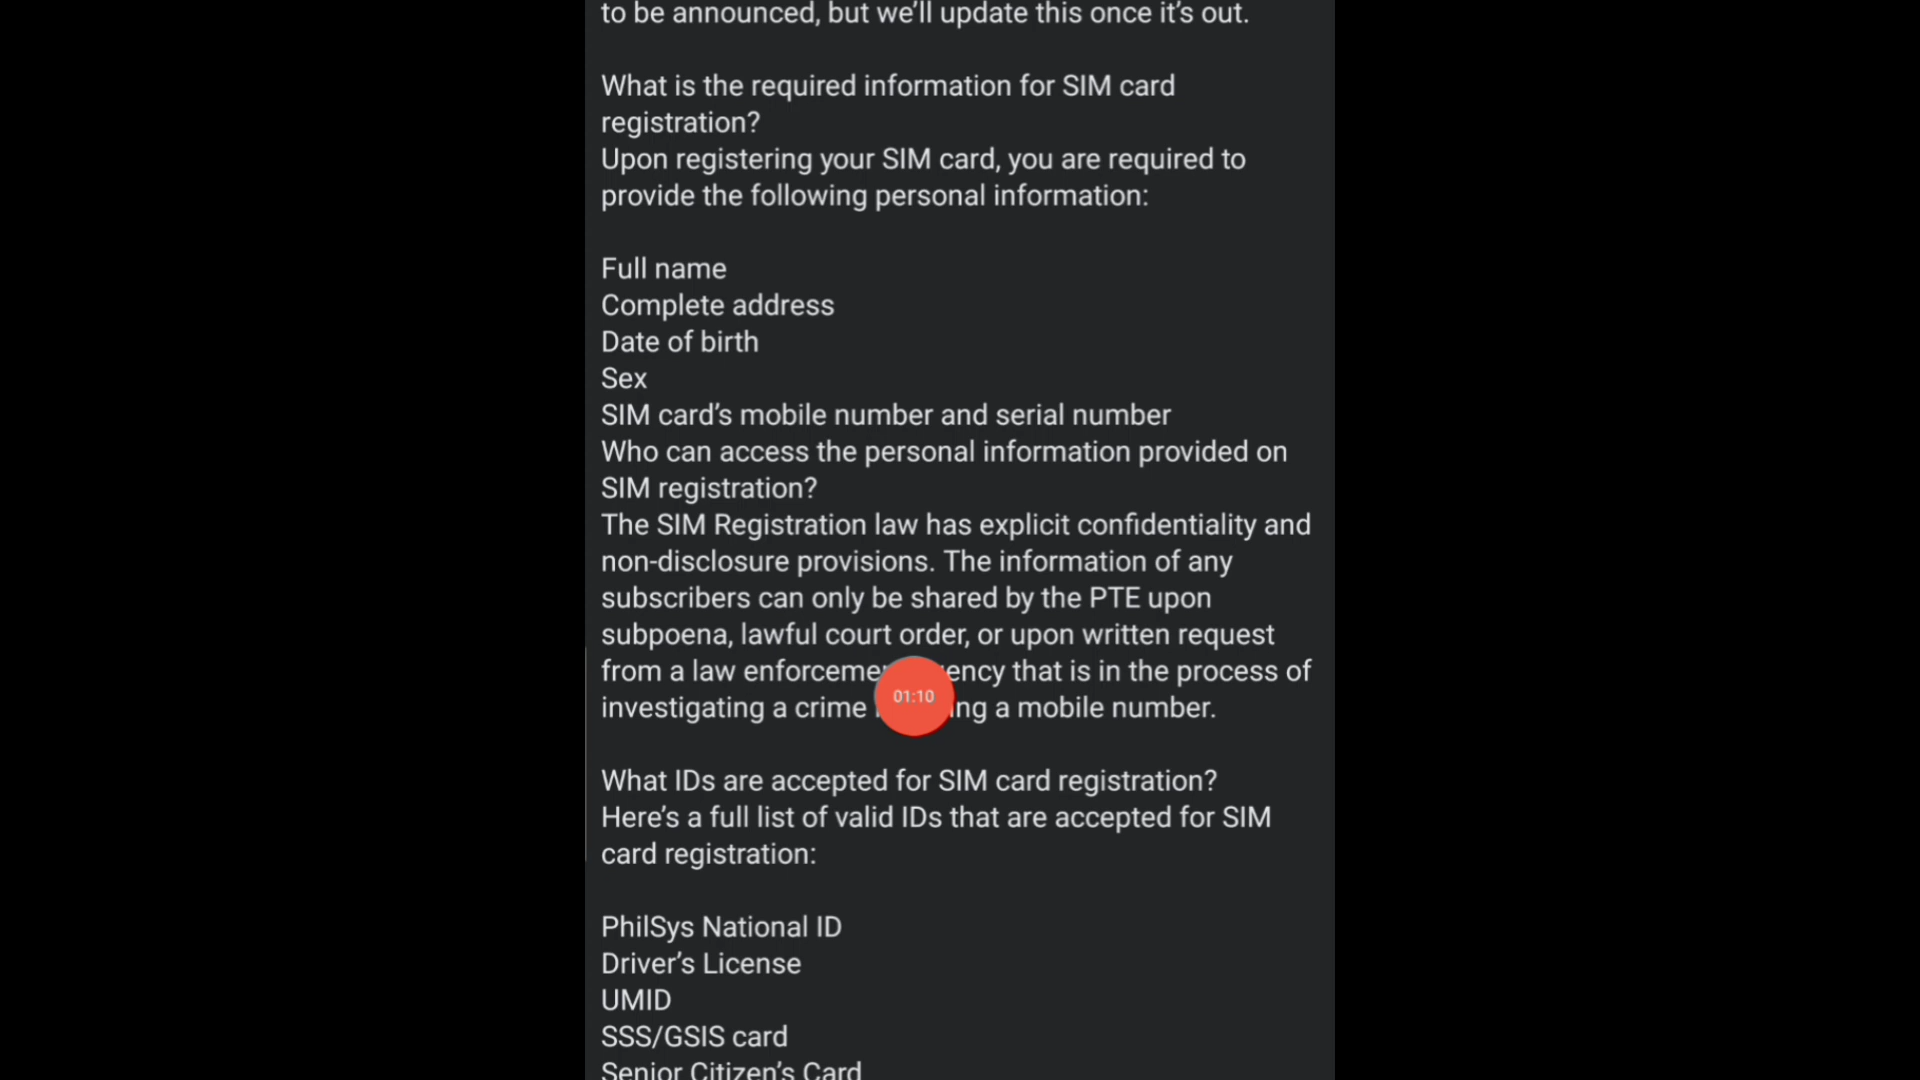 to be announced, but we'll update this once it's out.
What is the required information for SIM card
registration?
Upon registering your SIM card, you are required to
provide the following personal information:
Full name
Complete address
Date of birth
Sex
SIM card's mobile number and serial number
Who can access the personal information provided on
SIM registration?
The SIM Registration law has explicit confidentiality and
non-disclosure provisions. The information of any
subscribers can only be shared by the PTE upon
subpoena, lawful court order, or upon written request
from a law enforceme ency that is in the process of
investigating a crime ing a mobile number.
01:10
What IDs are accepted for SIM card registration?
Here's a full list of valid IDs that are accepted for SIM
card registration:
PhilSys National ID
Driver's License
UMID
SSS/GSIS card
Senior Citizen's Card